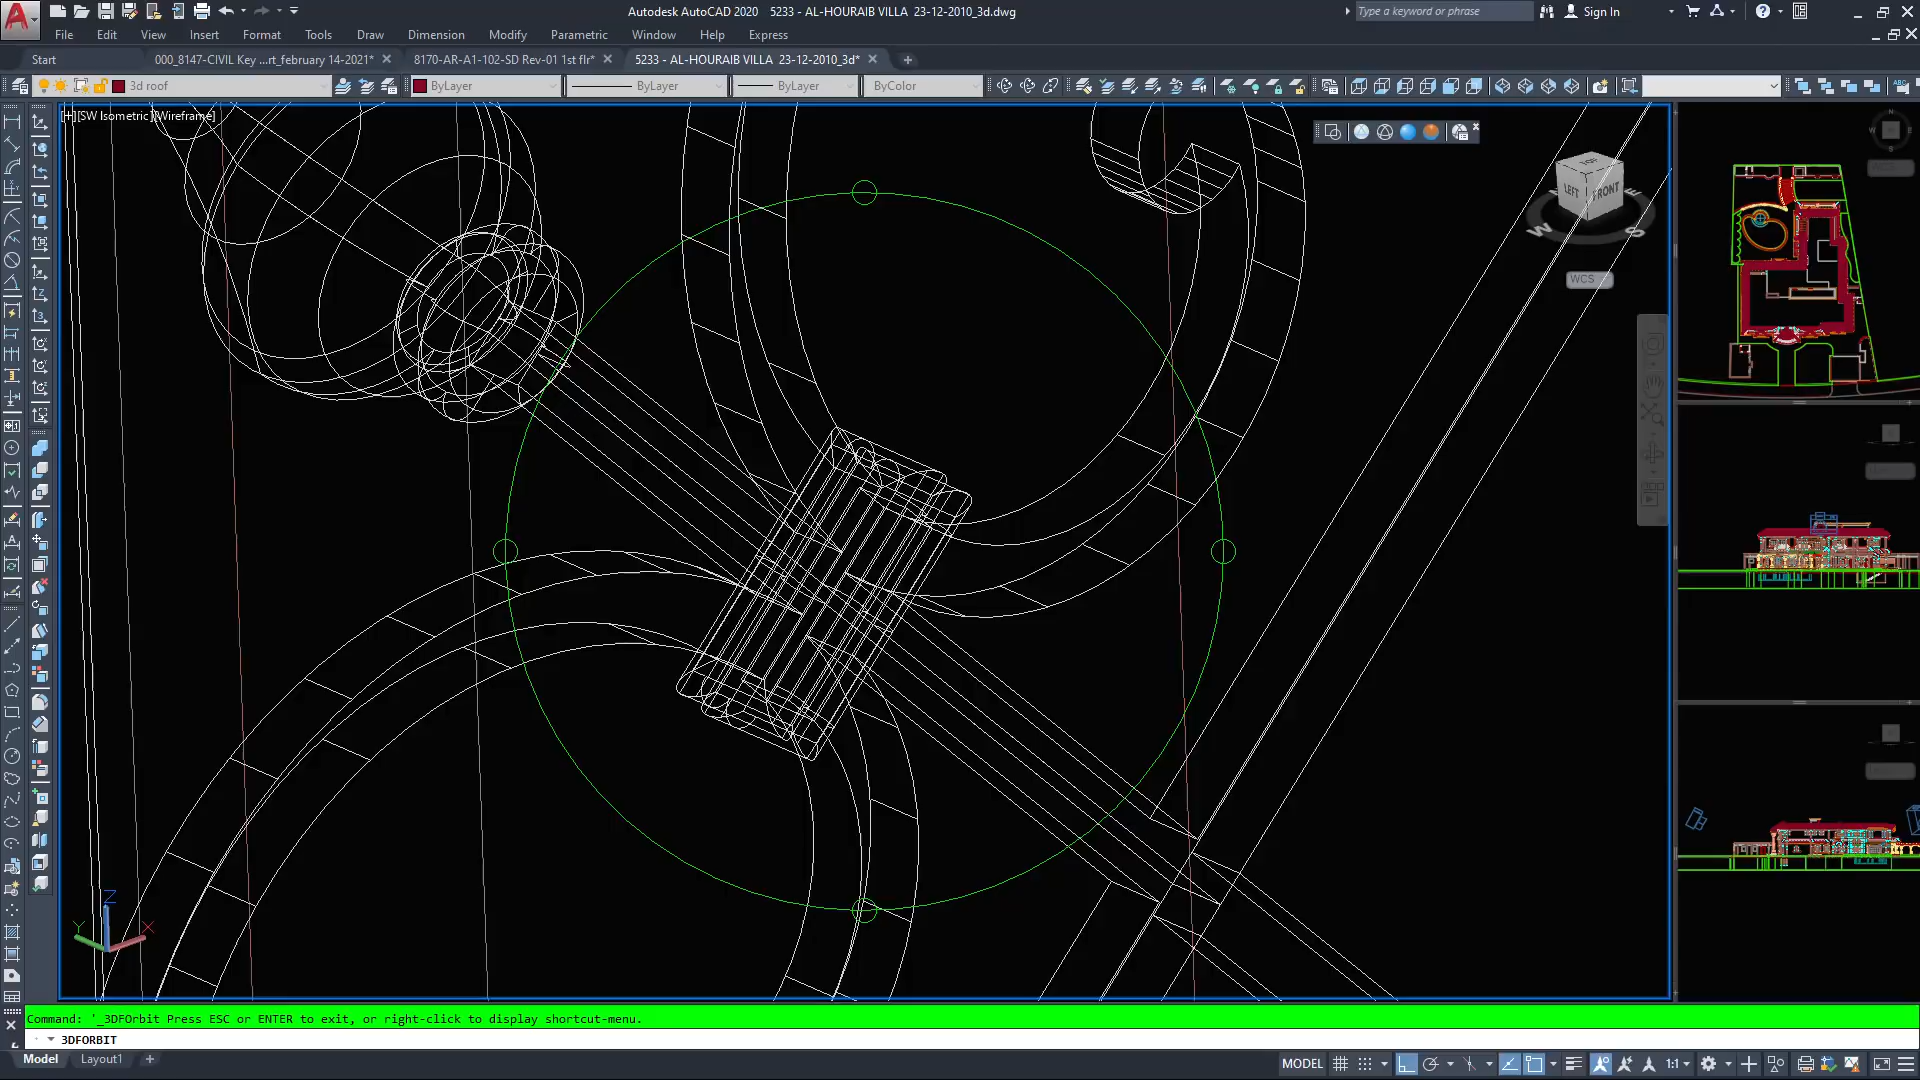 Autodesk AutoCAD 2020 5233 - AL-HOURAIB VILLA 23-12-2010_3d.dwg
Type a keyword or phrase
Sign In
File Edit View Insert Format Tools Draw Dimension Modify Parametric Window Help Express
Start
000_8147-CIVIL Key ...rt_february 14-2021*
8170-AR-A1-102-SD Rev-01 1st flr*
5233 - AL-HOURAIB VILLA 23-12-2010_3d*
3d roof
ByLayer
ByLayer
ByLayer
ByColor
[+][SW Isometric][Wireframe]
TOP
LEFT
FRONT
W
S
E
WCS
Z
Y
X
Command: '_3DFOrbit Press ESC or ENTER to exit, or right-click to display shortcut-menu.
3DFORBIT
Model
Layout1
MODEL
1:1